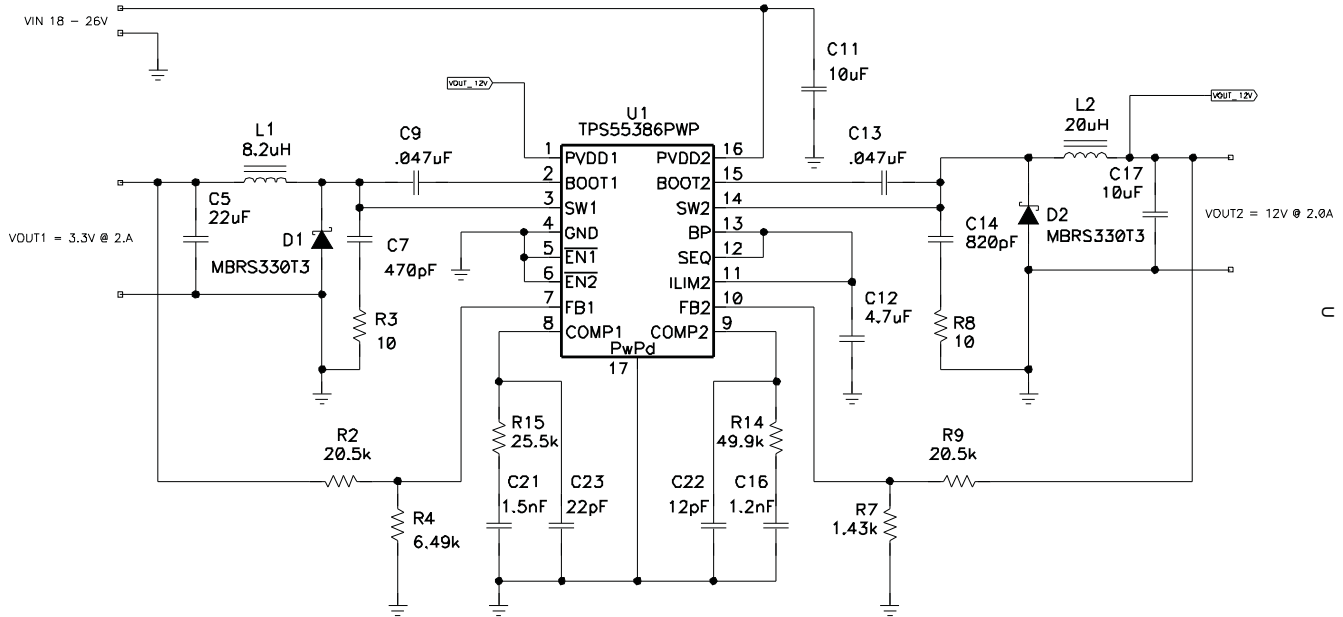 VIN 18 - 26V
C11
10uF
VOUT_12V
U1
TPS55386PWP
L2
20uH
VOUT_12V
L1
8.2uH
C9
.047uF
C13
.047uF
1
PVDD1
PVDD2
16
2
BOOT1
BOOT2
15
3
SW1
SW2
14
4
GND
BP
13
5
EN1
SEQ
12
6
EN2
ILIM2
11
7
FB1
FB2
10
8
COMP1
COMP2
9
PwPd
17
C5
22uF
VOUT1 = 3.3V @ 2.A
D1
MBRS330T3
C7
470pF
R3
10
C17
10uF
VOUT2 = 12V @ 2.0A
D2
MBRS330T3
C14
820pF
C12
4.7uF
R8
10
U
R15
25.5k
R14
49.9k
R2
20.5k
R9
20.5k
C21
1.5nF
C23
22pF
C22
12pF
C16
1.2nF
R4
6.49k
R7
1.43k